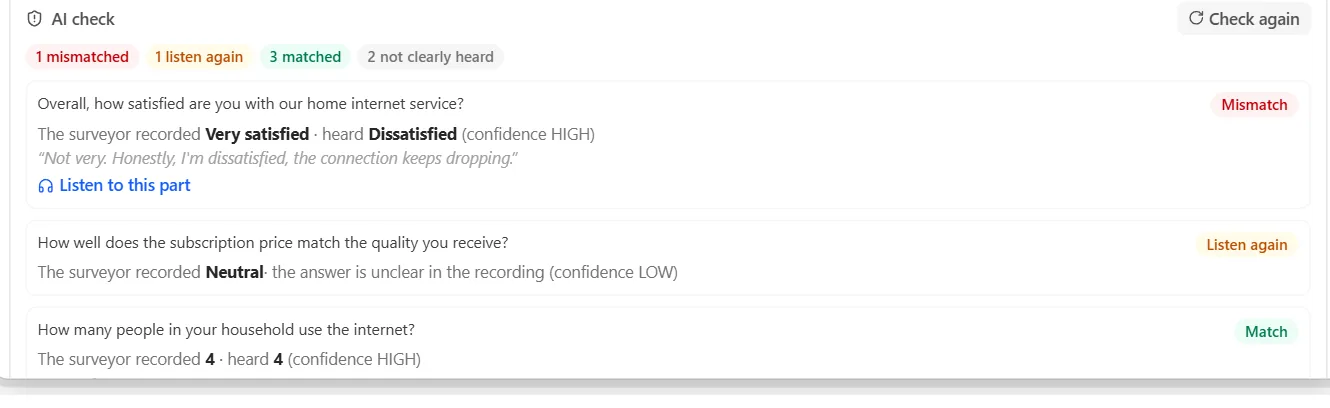 AI check
Check again
1 mismatched
1 listen again
3 matched
2 not clearly heard
Overall, how satisfied are you with our home internet service?
Mismatch
The surveyor recorded Very satisfied · heard Dissatisfied (confidence HIGH)
“Not very. Honestly, I'm dissatisfied, the connection keeps dropping.”
Listen to this part
How well does the subscription price match the quality you receive?
Listen again
The surveyor recorded Neutral· the answer is unclear in the recording (confidence LOW)
How many people in your household use the internet?
Match
The surveyor recorded 4 · heard 4 (confidence HIGH)